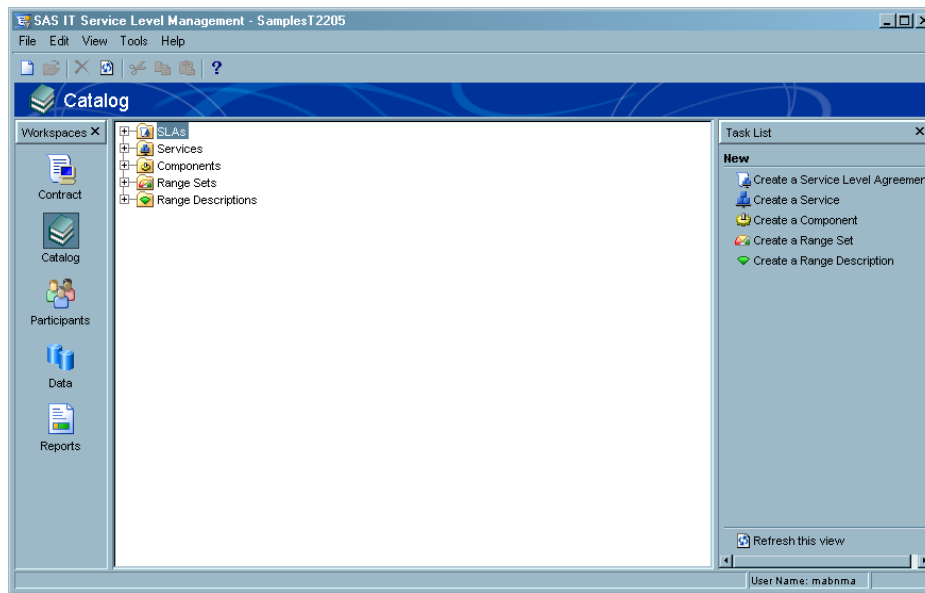 SAS IT Service Level Management - SamplesT2205
File Edit View Tools Help
Catalog
Workspaces
Contract
Catalog
Participants
Data
Reports
SLAs
Services
Components
Range Sets
Range Descriptions
Task List
New
Create a Service Level Agreemen
Create a Service
Create a Component
Create a Range Set
Create a Range Description
Refresh this view
User Name: mabnma